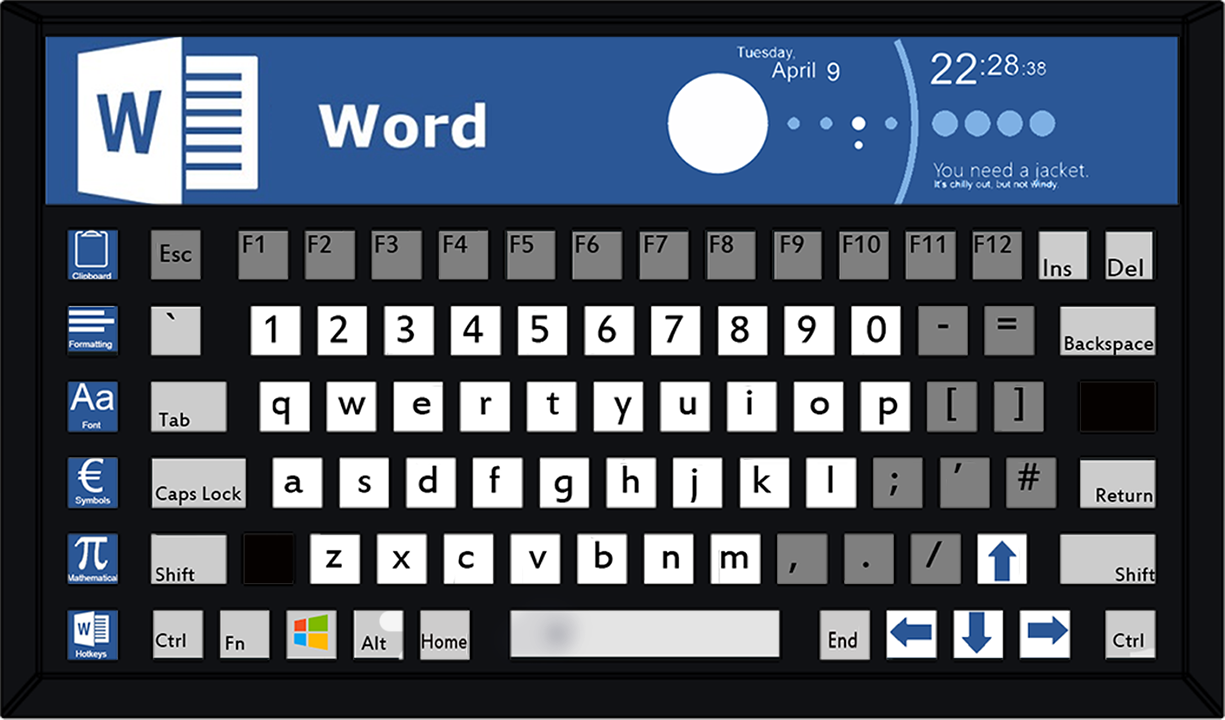 W
Word
Tuesday,
April 9
22:28:38
You need a jacket.
It's chilly out, but not windy.
Clipboard
Esc F1 F2 F3 F4 F5 F6 F7 F8 F9 F10 F11 F12 Ins Del
Formatting
` 1 2 3 4 5 6 7 8 9 0 - = Backspace
Aa
Font
Tab q w e r t y u i o p [ ]
€
Symbols
Caps Lock a s d f g h j k l ; ' # Return
π
Mathematical
Shift z x c v b n m , . / Shift
W
Hotkeys
Ctrl Fn Alt Home End Ctrl